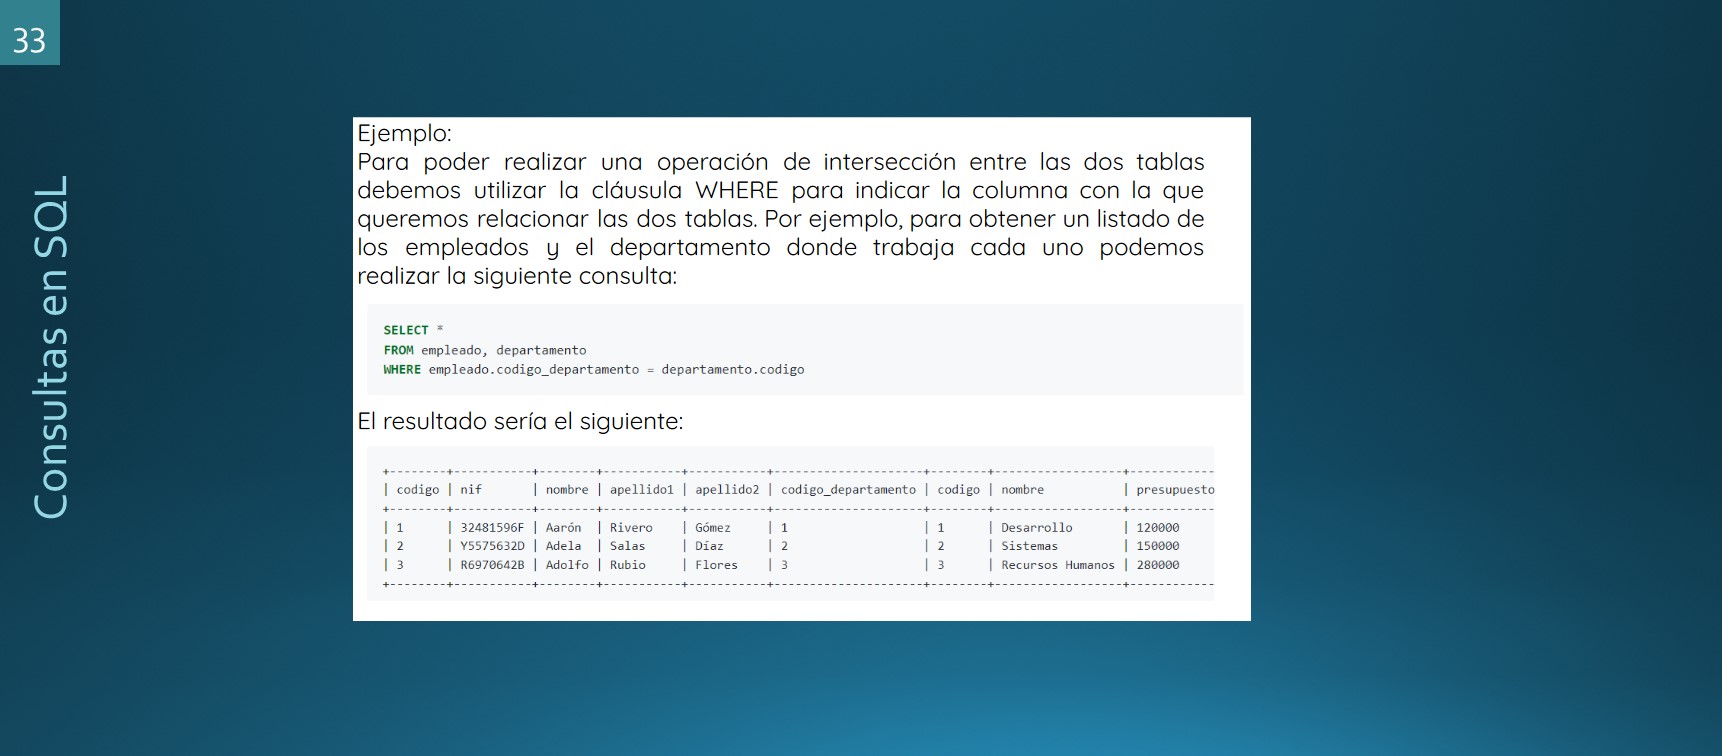 33
Consultas en SQL
Ejemplo:
Para poder realizar una operación de intersección entre las dos tablas
debemos utilizar la cláusula WHERE para indicar la columna con la que
queremos relacionar las dos tablas. Por ejemplo, para obtener un listado de
los empleados y el departamento donde trabaja cada uno podemos
realizar la siguiente consulta:
SELECT *
FROM empleado, departamento
WHERE empleado.codigo_departamento = departamento.codigo
El resultado sería el siguiente:
+--------+-----------+--------+-----------+-----------+---------------------+--------+------------------+------------
| codigo | nif       | nombre | apellido1 | apellido2 | codigo_departamento | codigo | nombre           | presupuesto
+--------+-----------+--------+-----------+-----------+---------------------+--------+------------------+------------
| 1      | 32481596F | Aarón  | Rivero    | Gómez     | 1                   | 1      | Desarrollo       | 120000
| 2      | Y5575632D | Adela  | Salas     | Díaz      | 2                   | 2      | Sistemas         | 150000
| 3      | R6970642B | Adolfo | Rubio     | Flores    | 3                   | 3      | Recursos Humanos | 280000
+--------+-----------+--------+-----------+-----------+---------------------+--------+------------------+------------